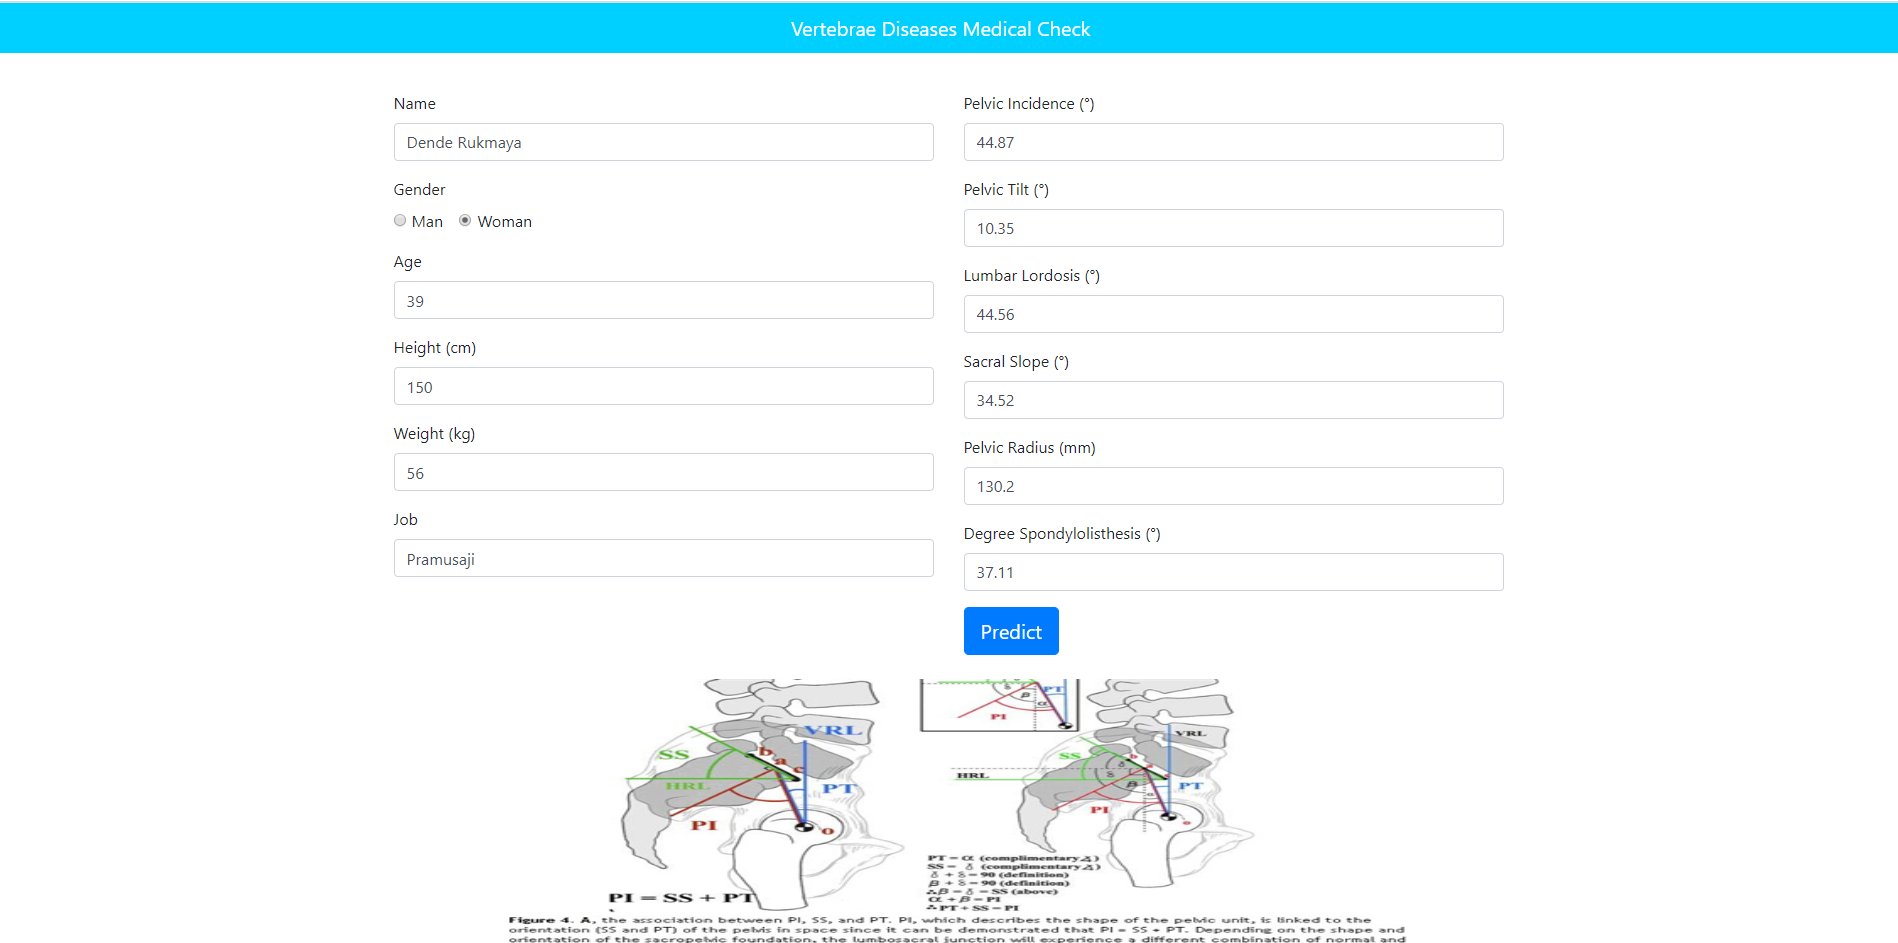 Vertebrae Diseases Medical Check
Name
Dende Rukmaya
Gender
Man Woman
Age
39
Height (cm)
150
Weight (kg)
56
Job
Pramusaji
Pelvic Incidence (°)
44.87
Pelvic Tilt (°)
10.35
Lumbar Lordosis (°)
44.56
Sacral Slope (°)
34.52
Pelvic Radius (mm)
130.2
Degree Spondylolisthesis (°)
37.11
Predict
VRL
SS
b
a
c
HRL
PT
PI
o
PI = SS + PT
PT
β
α
PI
VRL
SS
HRL
β
PT
PI
PT = α (complimentary ∡)
SS = δ (complimentary ∡)
δ + δ = 90 (definition)
β + δ = 90 (definition)
∴ β = δ = SS (above)
α + β = PI
∴ PT + SS = PI
Figure 4. A, the association between PI, SS, and PT. PI, which describes the shape of the pelvic unit, is linked to the
orientation (SS and PT) of the pelvis in space since it can be demonstrated that PI = SS + PT. Depending on the shape and
orientation of the sacropelvic foundation, the lumbosacral junction will experience a different combination of normal and